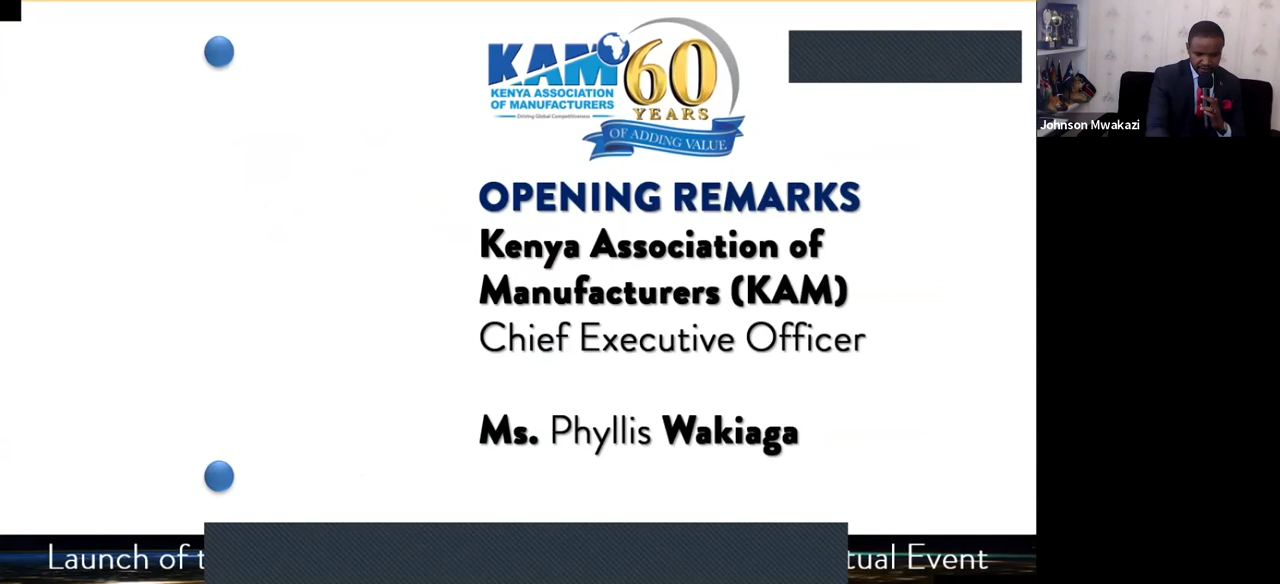 KAM
KENYA ASSOCIATION
OF MANUFACTURERS
Driving Global Competitiveness
60
YEARS
OF ADDING VALUE
OPENING REMARKS
Kenya Association of
Manufacturers (KAM)
Chief Executive Officer
Ms. Phyllis Wakiaga
Launch of
Event
Johnson Mwakazi